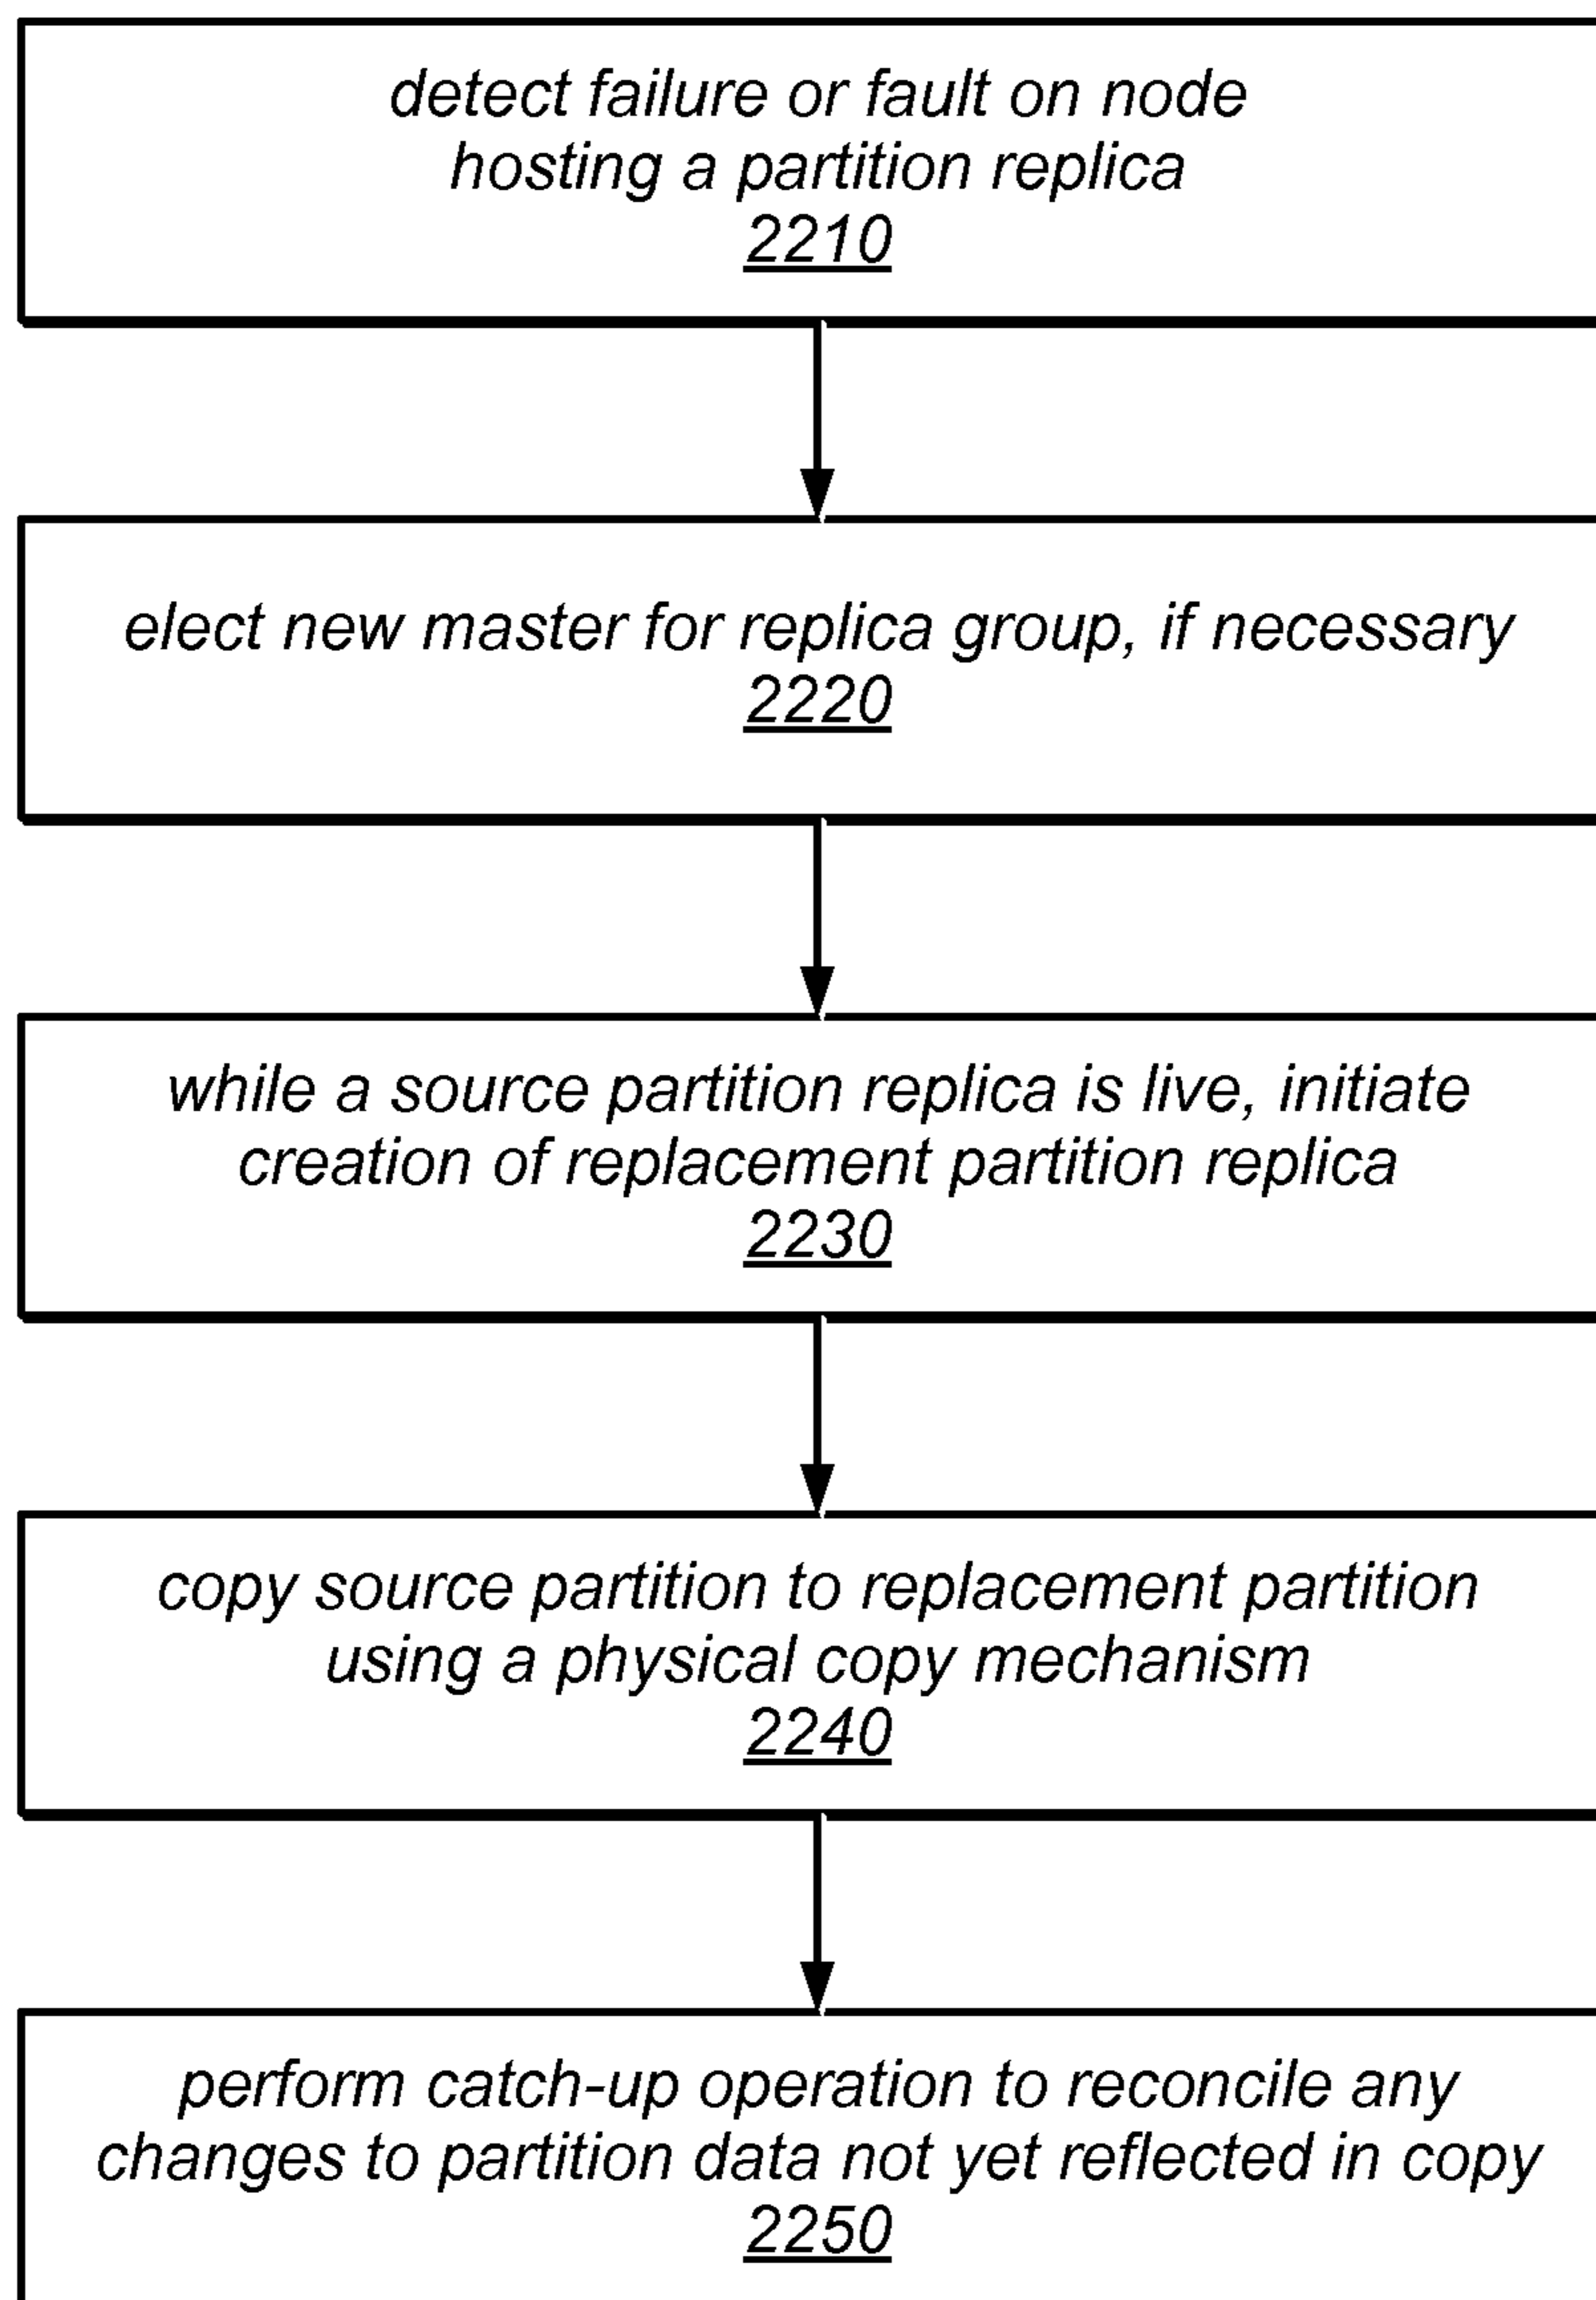 detect failure or fault on node
hosting a partition replica
2210
elect new master for replica group, if necessary
2220
while a source partition replica is live, initiate
creation of replacement partition replica
2230
copy source partition to replacement partition
using a physical copy mechanism
2240
perform catch-up operation to reconcile any
changes to partition data not yet reflected in copy
2250